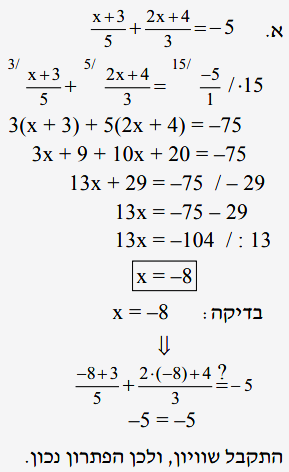 א. (x+3)/5 + (2x+4)/3 = –5
3/ (x+3)/5 + 5/ (2x+4)/3 = 15/ –5/1 / ·15
3(x + 3) + 5(2x + 4) = –75
3x + 9 + 10x + 20 = –75
13x + 29 = –75 / – 29
13x = –75 – 29
13x = –104 / : 13
x = –8
בדיקה: x = –8
⇓
(–8+3)/5 + (2·(–8)+4)/3 =? –5
–5 = –5
התקבל שוויון, ולכן הפתרון נכון.